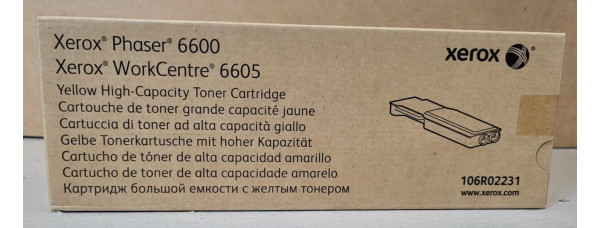 Xerox® Phaser® 6600
Xerox® WorkCentre® 6605
xerox
Yellow High-Capacity Toner Cartridge
Cartouche de toner grande capacité jaune
Cartuccia di toner ad alta capacità giallo
Gelbe Tonerkartusche mit hoher Kapazität
Cartucho de tóner de alta capacidad amarillo
Cartucho de toner de alta capacidade amarelo
Картридж большой емкости с желтым тонером
106R02231
www.xerox.com